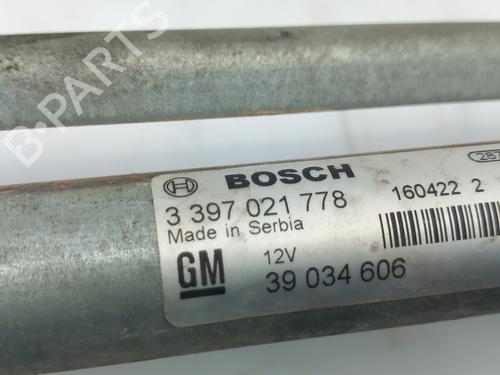 B-PARTS
BOSCH
3 397 021 778
160422 2
Made in Serbia
GM
12V
39 034 606